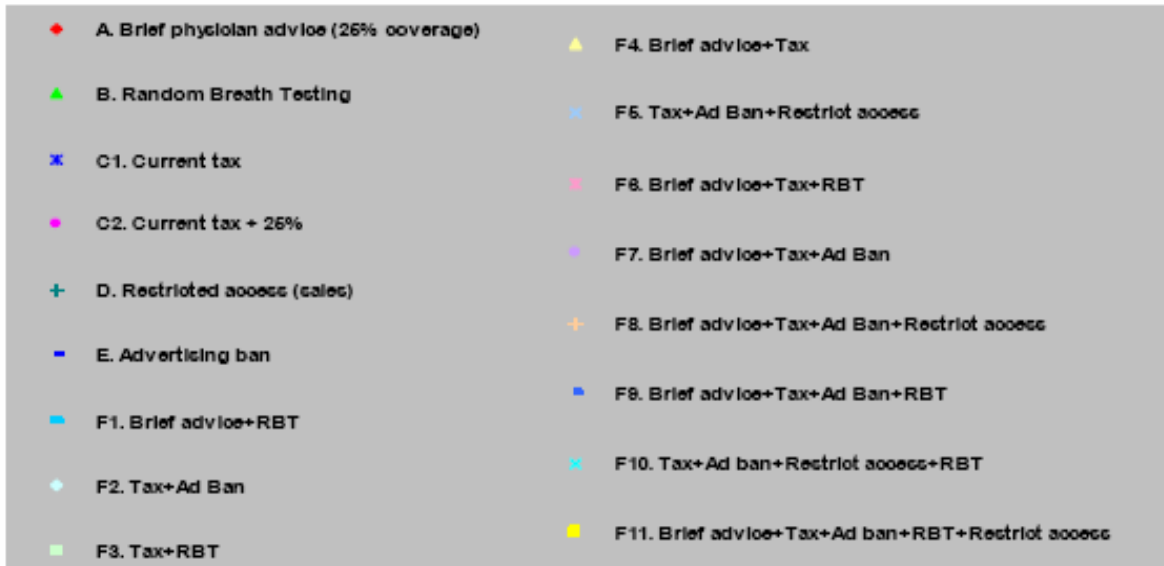 A. Brief physician advice (25% coverage)
B. Random Breath Testing
C1. Current tax
C2. Current tax + 25%
D. Restricted access (sales)
E. Advertising ban
F1. Brief advice+RBT
F2. Tax+Ad Ban
F3. Tax+RBT
F4. Brief advice+Tax
F5. Tax+Ad Ban+Restrict access
F6. Brief advice+Tax+RBT
F7. Brief advice+Tax+Ad Ban
F8. Brief advice+Tax+Ad Ban+Restrict access
F9. Brief advice+Tax+Ad Ban+RBT
F10. Tax+Ad ban+Restrict access+RBT
F11. Brief advice+Tax+Ad ban+RBT+Restrict access